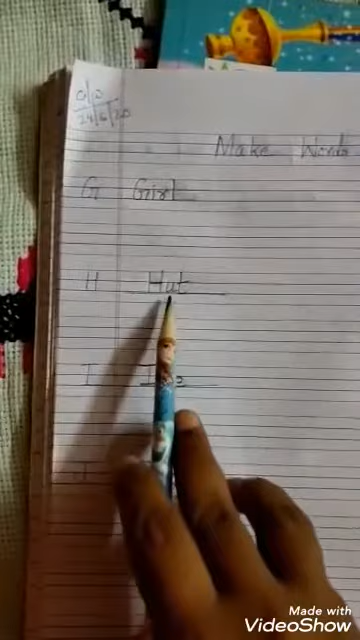 24/6/20
Make Words
G Girl
H Hut
I
J
Made with
VideoShow